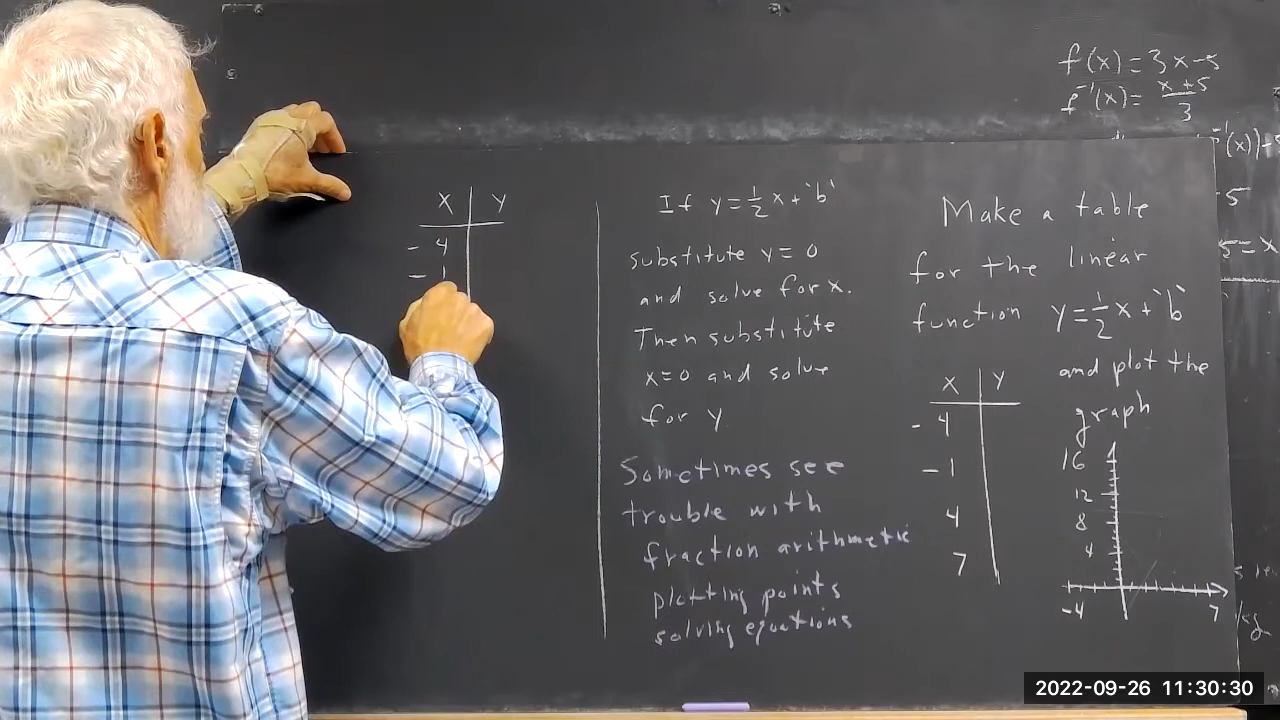 X Y
- 4
- 1
If y = 1/2 x + 'b'
substitute y = 0
and solve for x.
Then substitute
x=0 and solve
for y
Sometimes see
trouble with
fraction arithmetic
plotting points
solving equations
Make a table
for the linear
function y = 1/2 x + 'b'
and plot the
graph
X Y
- 4
- 1
4
7
16
12
8
4
-4 7
f(x) = 3x-5
f⁻¹(x) = x+5/3
5=x
2022-09-26 11:30:30